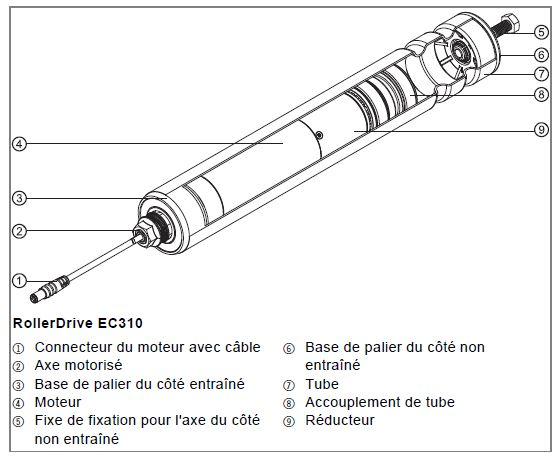 ⑤
⑥
⑦
⑧
④
⑨
③
②
①
RollerDrive EC310
① Connecteur du moteur avec câble
② Axe motorisé
③ Base de palier du côté entraîné
④ Moteur
⑤ Fixe de fixation pour l'axe du côté
non entraîné
⑥ Base de palier du côté non
entraîné
⑦ Tube
⑧ Accouplement de tube
⑨ Réducteur